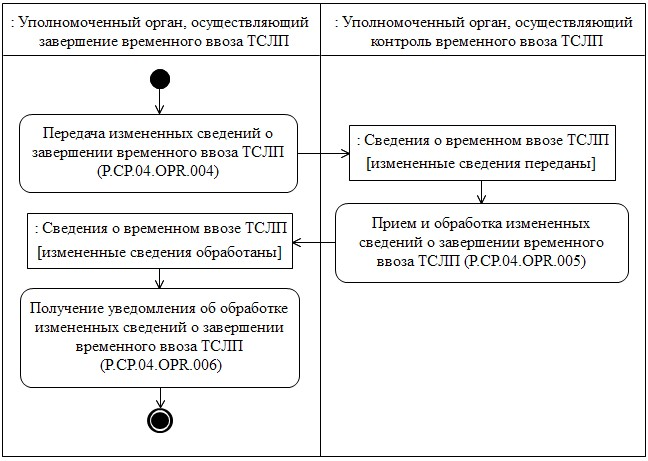 : Уполномоченный орган, осуществляющий
завершение временного ввоза ТСЛП
: Уполномоченный орган, осуществляющий
контроль временного ввоза ТСЛП
Передача измененных сведений о
завершении временного ввоза ТСЛП
(P.CP.04.OPR.004)
: Сведения о временном ввозе ТСЛП
[измененные сведения переданы]
Прием и обработка измененных
сведений о завершении временного
ввоза ТСЛП (P.CP.04.OPR.005)
: Сведения о временном ввозе ТСЛП
[измененные сведения обработаны]
Получение уведомления об обработке
измененных сведений о завершении
временного ввоза ТСЛП
(P.CP.04.OPR.006)